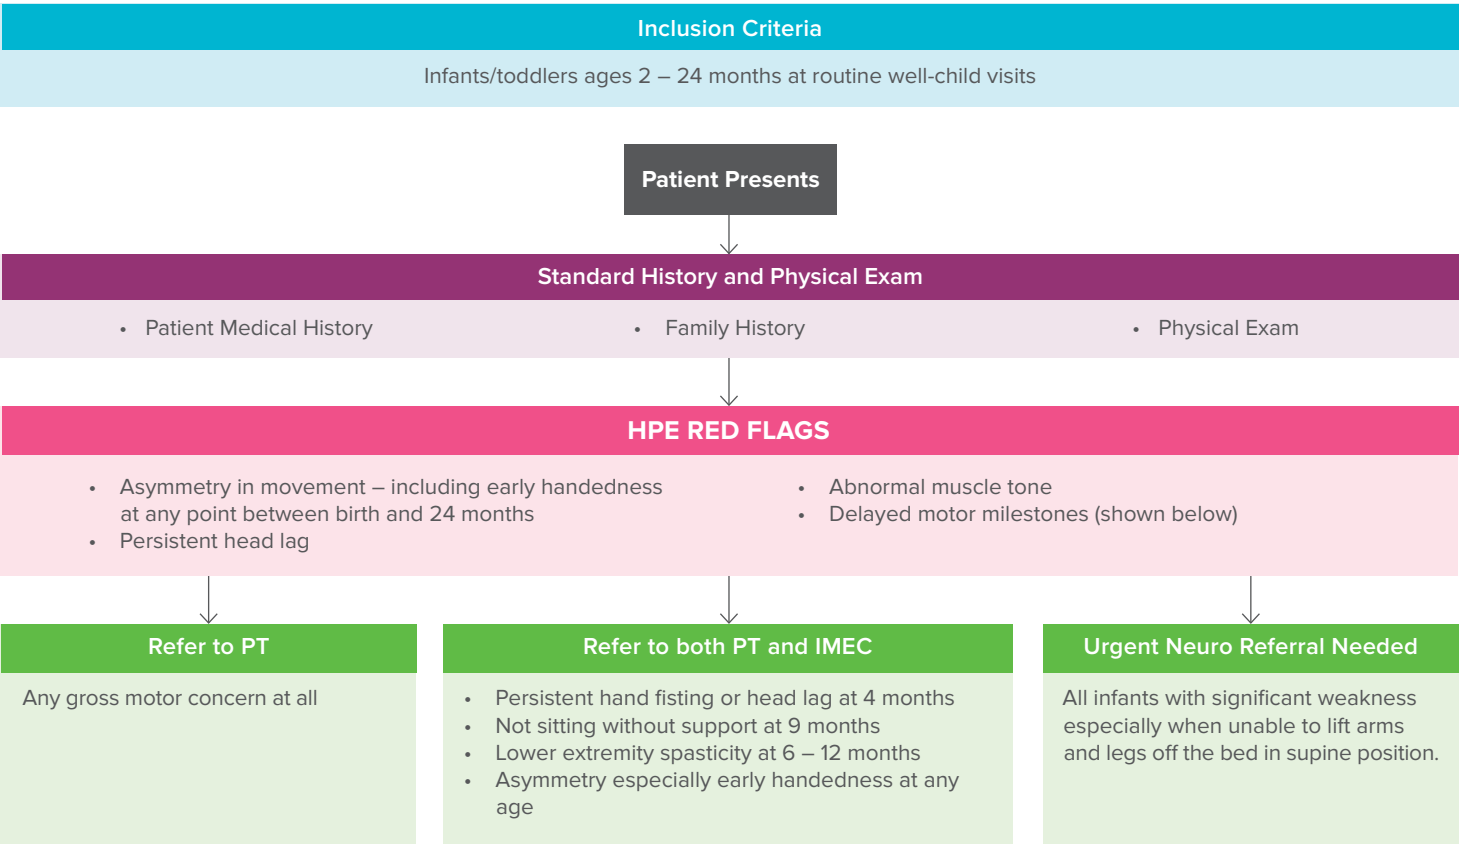 Inclusion Criteria
Infants/toddlers ages 2 – 24 months at routine well-child visits
Patient Presents
Standard History and Physical Exam
• Patient Medical History
• Family History
• Physical Exam
HPE RED FLAGS
• Asymmetry in movement – including early handedness
at any point between birth and 24 months
• Persistent head lag
• Abnormal muscle tone
• Delayed motor milestones (shown below)
Refer to PT
Any gross motor concern at all
Refer to both PT and IMEC
• Persistent hand fisting or head lag at 4 months
• Not sitting without support at 9 months
• Lower extremity spasticity at 6 – 12 months
• Asymmetry especially early handedness at any
age
Urgent Neuro Referral Needed
All infants with significant weakness
especially when unable to lift arms
and legs off the bed in supine position.